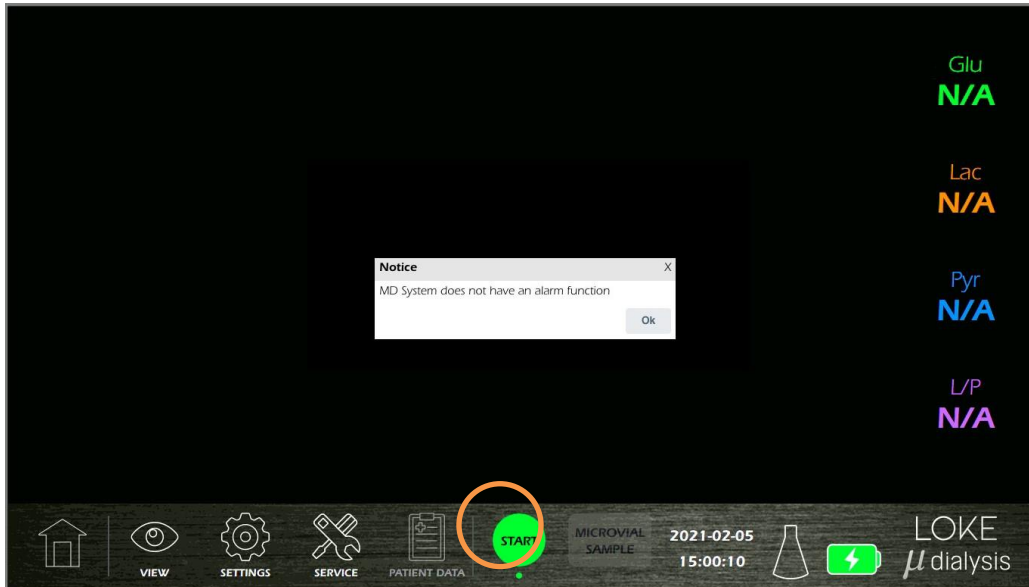 Glu
N/A
Lac
N/A
Notice X
MD System does not have an alarm function
Ok
Pyr
N/A
L/P
N/A
VIEW
SETTINGS
SERVICE
PATIENT DATA
START
MICROVIAL
SAMPLE
2021-02-05
15:00:10
LOKE
μ dialysis